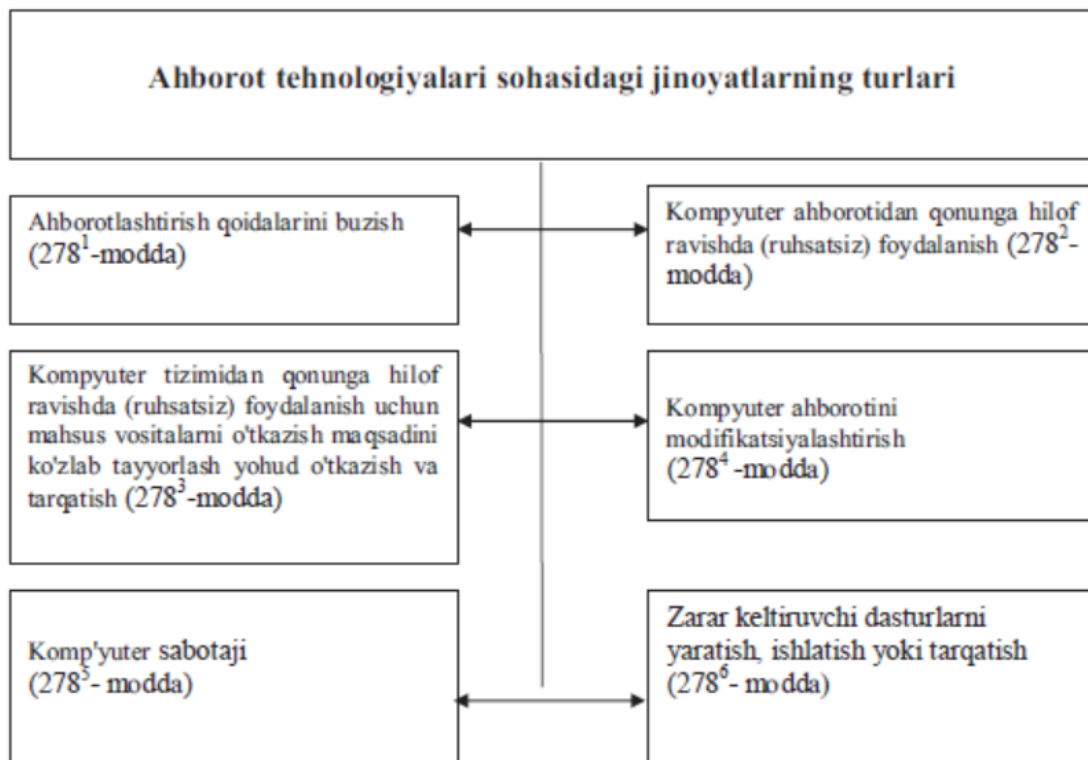 Ahborot tehnologiyalari sohasidagi jinoyatlarning turlari
Ahborotlashtirish qoidalarini buzish
(278¹-modda)
Kompyuter ahborotidan qonunga hilof
ravishda (ruhsatsiz) foydalanish (278²-
modda)
Kompyuter tizimidan qonunga hilof
ravishda (ruhsatsiz) foydalanish uchun
mahsus vositalarni o'tkazish maqsadini
ko'zlab tayyorlash yohud o'tkazish va
tarqatish (278³-modda)
Kompyuter ahborotini
modifikatsiyalashtirish
(278⁴ -modda)
Komp'yuter sabotaji
(278⁵- modda)
Zarar keltiruvchi dasturlarni
yaratish, ishlatish yoki tarqatish
(278⁶- modda)